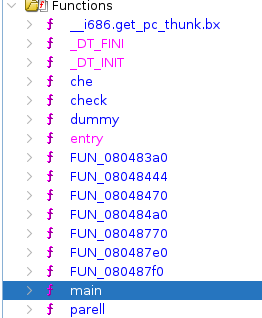 Functions
__i686.get_pc_thunk.bx
_DT_FINI
_DT_INIT
che
check
dummy
entry
FUN_080483a0
FUN_08048444
FUN_08048470
FUN_080484a0
FUN_08048770
FUN_080487e0
FUN_080487f0
main
parell